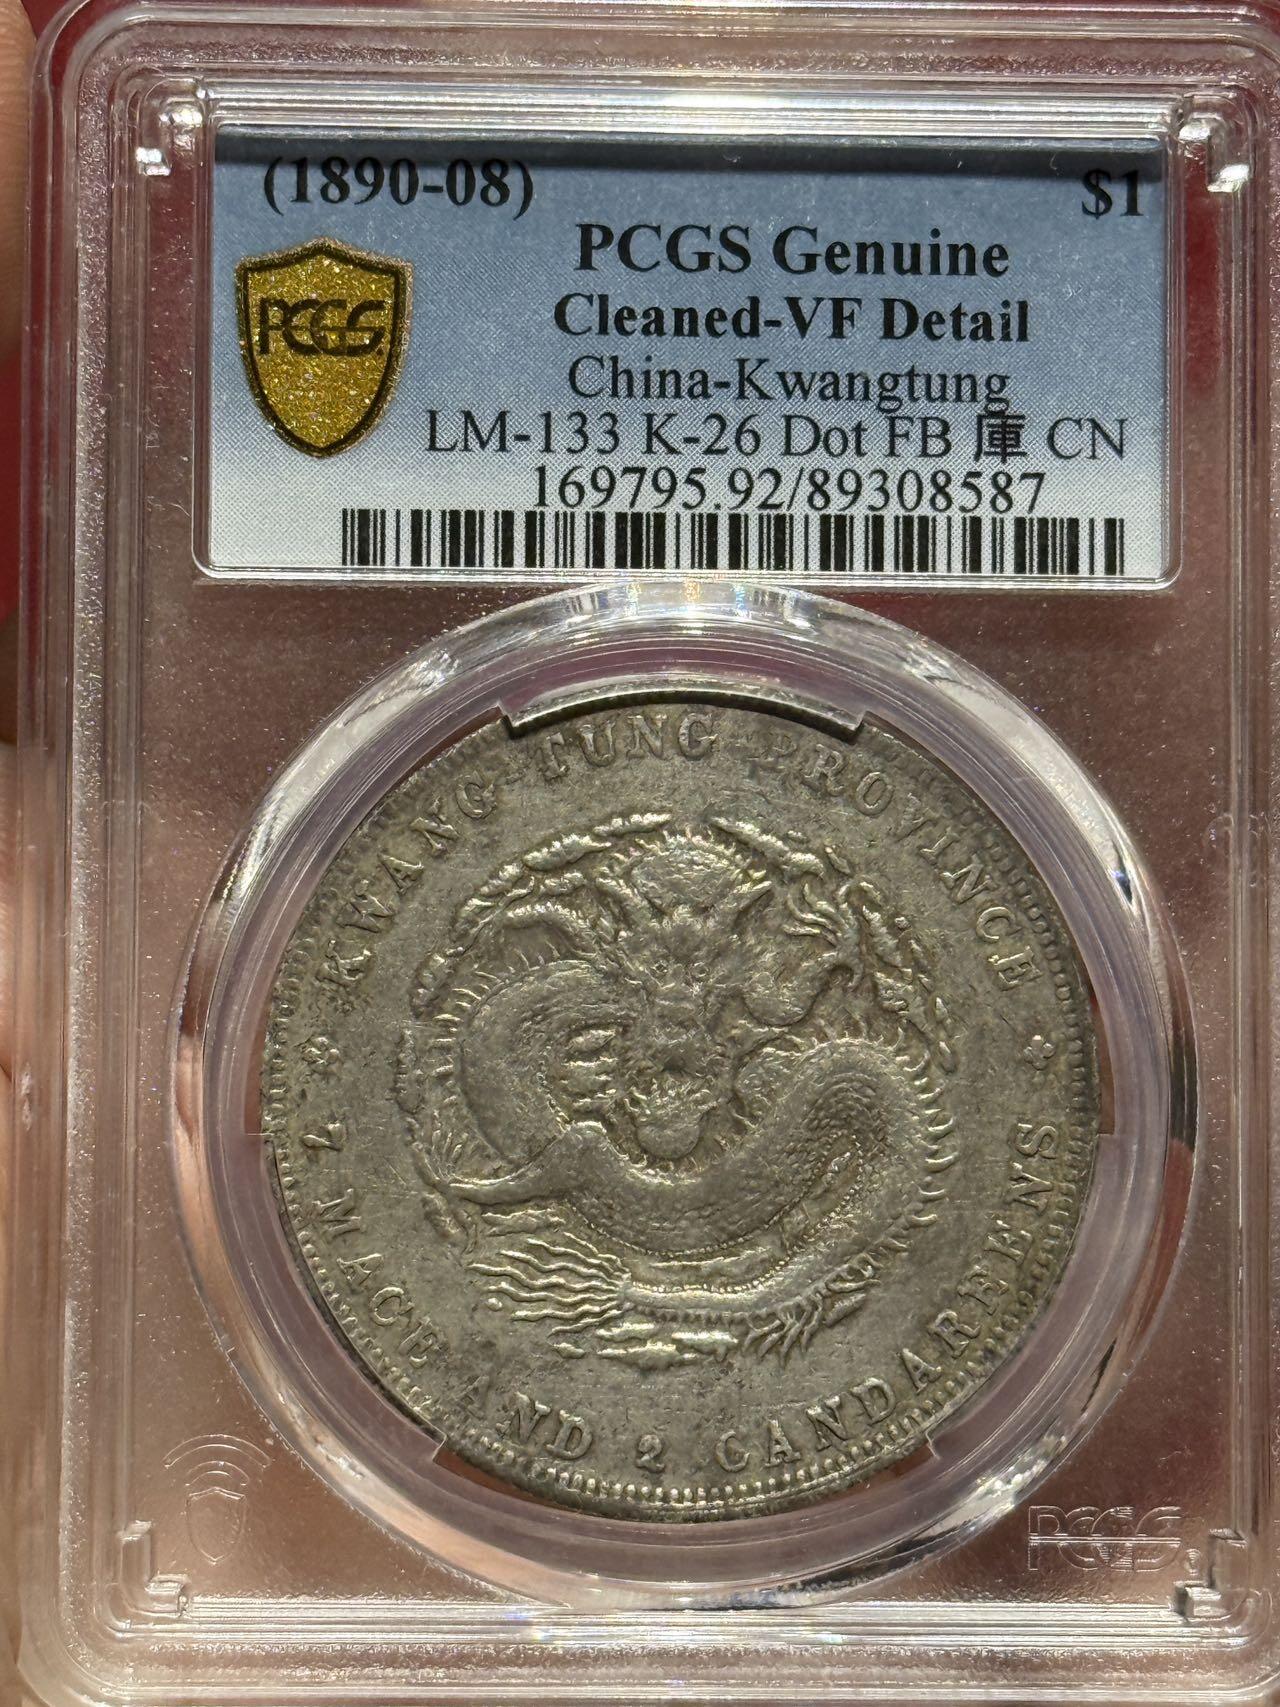 (1890-08) $1
PCGS Genuine
PCGS
Cleaned-VF Detail
China-Kwangtung
LM-133 K-26 Dot FB 庫 CN
169795.92/89308587
KWANG-TUNG PROVINCE
7 MACE AND 2 CANDAREENS
PCGS